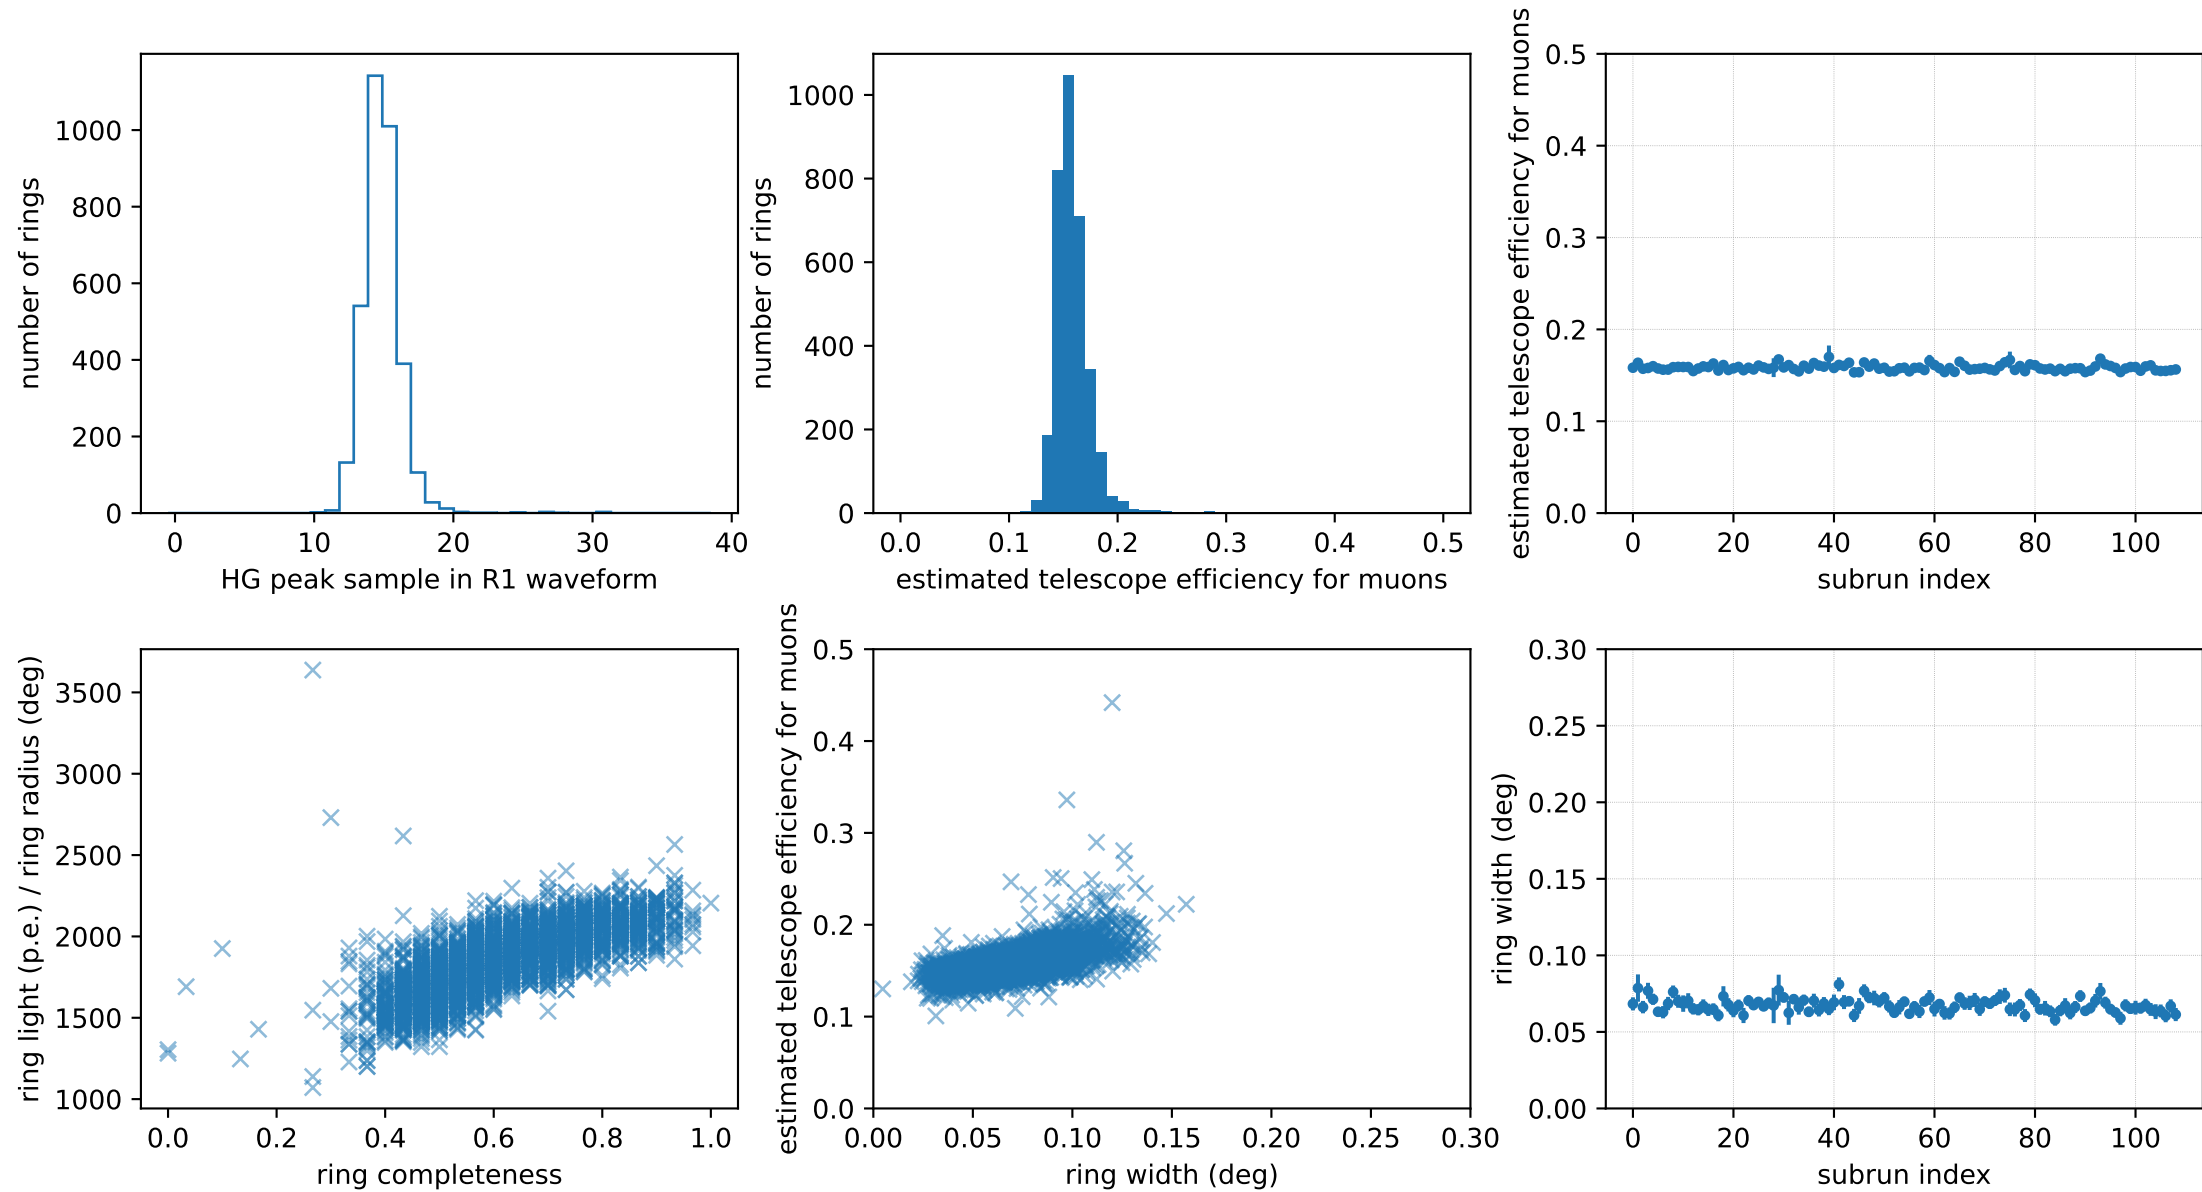 number of rings
1000
800
600
400
200
0
0 10 20 30 40
HG peak sample in R1 waveform
number of rings
1000
800
600
400
200
0
0.0 0.1 0.2 0.3 0.4 0.5
estimated telescope efficiency for muons
estimated telescope efficiency for muons
0.5
0.4
0.3
0.2
0.1
0.0
0 20 40 60 80 100
subrun index
ring light (p.e.) / ring radius (deg)
3500
3000
2500
2000
1500
1000
0.0 0.2 0.4 0.6 0.8 1.0
ring completeness
estimated telescope efficiency for muons
0.5
0.4
0.3
0.2
0.1
0.0
0.00 0.05 0.10 0.15 0.20 0.25 0.30
ring width (deg)
ring width (deg)
0.30
0.25
0.20
0.15
0.10
0.05
0.00
0 20 40 60 80 100
subrun index